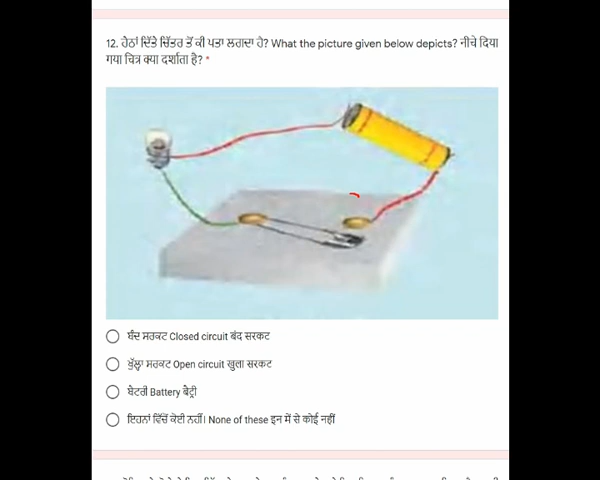 12. ਹੇਠਾਂ ਦਿੱਤੇ ਚਿੱਤਰ ਤੋਂ ਕੀ ਪਤਾ ਲਗਦਾ ਹੈ? What the picture given below depicts? नीचे दिया
गया चित्र क्या दर्शाता है? *
ਬੰਦ ਸਰਕਟ Closed circuit बंद सरकट
ਖੁੱਲ੍ਹਾ ਸਰਕਟ Open circuit खुला सरकट
ਬੈਟਰੀ Battery बैट्री
ਇਹਨਾਂ ਵਿੱਚੋਂ ਕੋਈ ਨਹੀਂ। None of these इन में से कोई नहीं